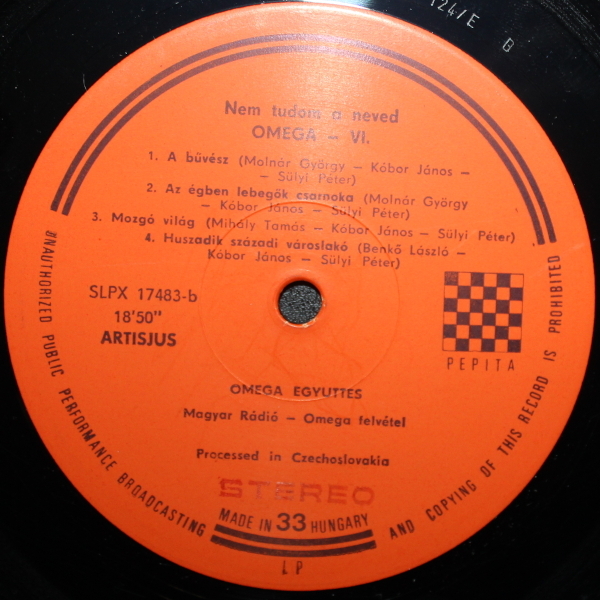 124/E B
Nem tudom a neved
OMEGA – VI.
1. A bűvész (Molnár György – Kóbor János –
– Sülyi Péter)
2. Az égben lebegők csarnoka (Molnár György
– Kóbor János – Sülyi Péter)
3. Mozgó világ (Mihály Tamás – Kóbor János – Sülyi Péter)
4. Huszadik századi városlakó (Benkő László –
Kóbor János – Sülyi Péter)
SLPX 17483-b
18'50"
ARTISJUS
PEPITA
OMEGA EGYUTTES
Magyar Rádió – Omega felvétel
Processed in Czechoslovakia
STEREO
MADE IN 33 HUNGARY
LP
UNAUTHORIZED PUBLIC PERFORMANCE BROADCASTING AND COPYING OF THIS RECORD IS PROHIBITED